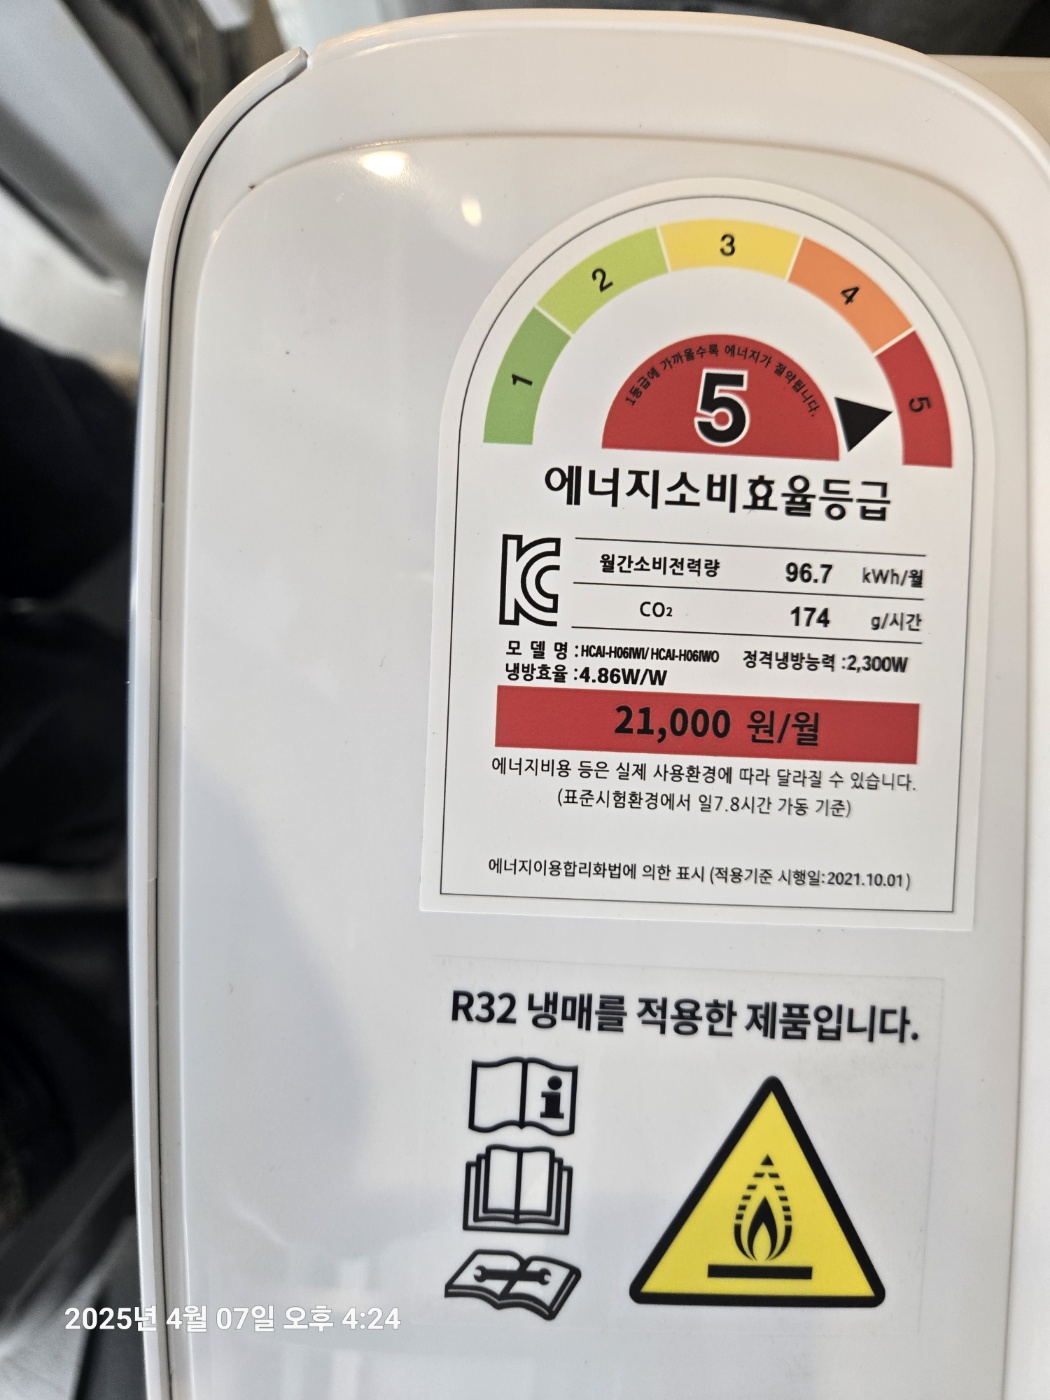 1
2
3
4
5
1등급에 가까울수록 에너지가 절약됩니다.
5
에너지소비효율등급
월간소비전력량 96.7 kWh/월
CO₂ 174 g/시간
모 델 명 :HCAI-H06IWI/HCAI-H06IWO 정격냉방능력 :2,300W
냉방효율 :4.86W/W
21,000 원/월
에너지비용 등은 실제 사용환경에 따라 달라질 수 있습니다.
(표준시험환경에서 일7.8시간 가동 기준)
에너지이용합리화법에 의한 표시 (적용기준 시행일:2021.10.01)
R32 냉매를 적용한 제품입니다.
2025년 4월 07일 오후 4:24